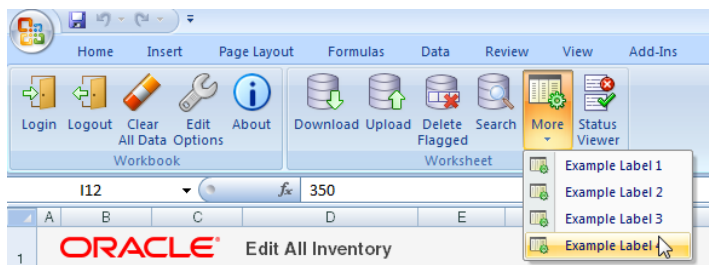 Home Insert Page Layout Formulas Data Review View Add-Ins
Login Logout Clear All Data Edit Options About Download Upload Delete Flagged Search More Status Viewer
Workbook Worksheet
I12 fx 350
Example Label 1
Example Label 2
Example Label 3
Example Label 4
A B C D E
1 ORACLE® Edit All Inventory